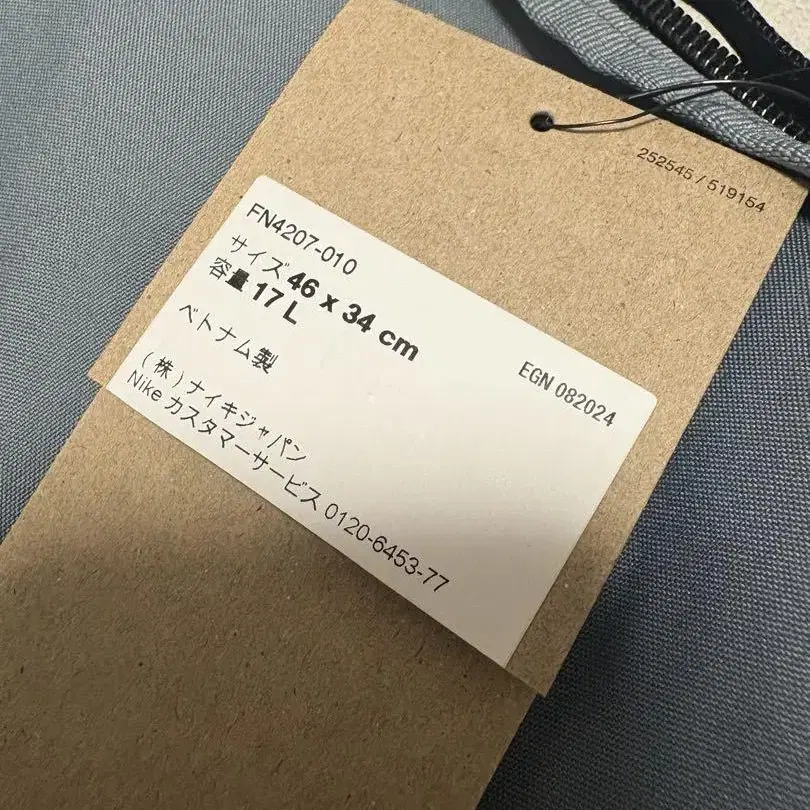 252545 / 519154
FN4207-010
サイズ 46 x 34 cm
容量 17 L
EGN 082024
ベトナム製
(株)ナイキジャパン
Nike カスタマーサービス 0120-6453-77